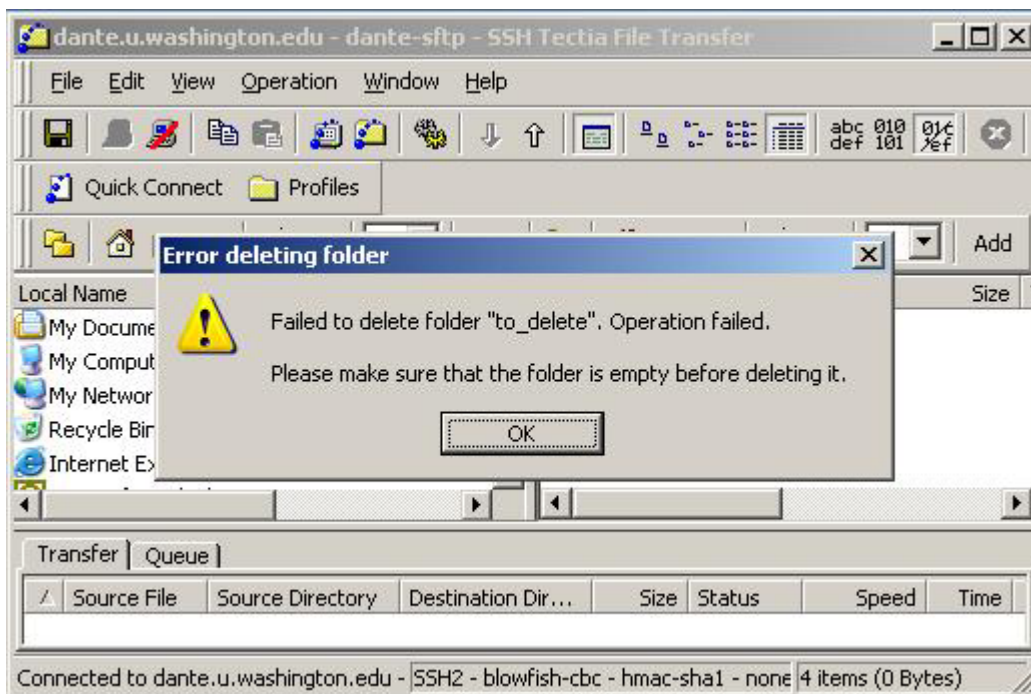 dante.u.washington.edu - dante-sftp - SSH Tectia File Transfer
File Edit View Operation Window Help
abc def 010 101
Quick Connect Profiles
Add
Error deleting folder
Local Name Size
Failed to delete folder "to_delete". Operation failed.
My Docume
My Comput
Please make sure that the folder is empty before deleting it.
My Networ
Recycle Bin
OK
Internet Ex
Transfer Queue
Source File Source Directory Destination Dir... Size Status Speed Time
Connected to dante.u.washington.edu - SSH2 - blowfish-cbc - hmac-sha1 - none 4 items (0 Bytes)